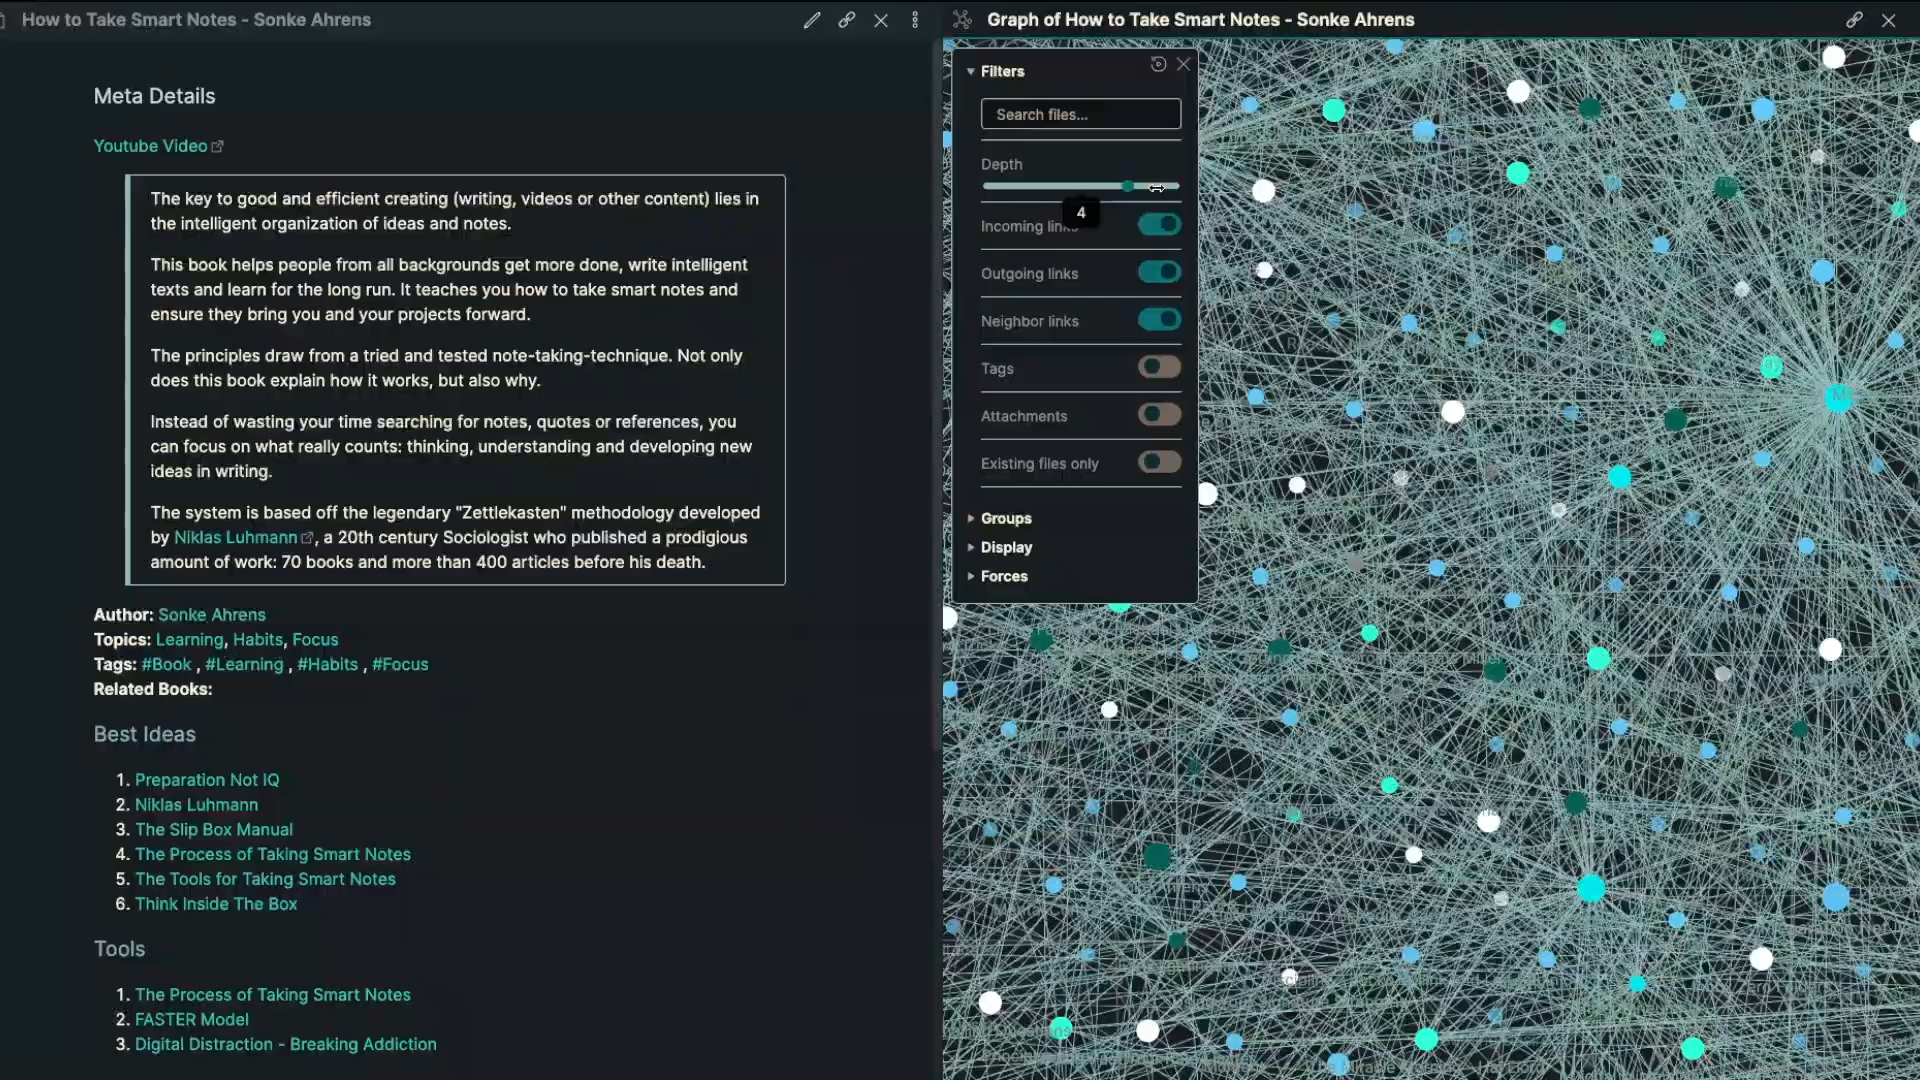 How to Take Smart Notes - Sonke Ahrens
Meta Details
Youtube Video
The key to good and efficient creating (writing, videos or other content) lies in
the intelligent organization of ideas and notes.
This book helps people from all backgrounds get more done, write intelligent
texts and learn for the long run. It teaches you how to take smart notes and
ensure they bring you and your projects forward.
The principles draw from a tried and tested note-taking-technique. Not only
does this book explain how it works, but also why.
Instead of wasting your time searching for notes, quotes or references, you
can focus on what really counts: thinking, understanding and developing new
ideas in writing.
The system is based off the legendary "Zettlekasten" methodology developed
by Niklas Luhmann, a 20th century Sociologist who published a prodigious
amount of work: 70 books and more than 400 articles before his death.
Author: Sonke Ahrens
Topics: Learning, Habits, Focus
Tags: #Book , #Learning , #Habits , #Focus
Related Books:
Best Ideas
1. Preparation Not IQ
2. Niklas Luhmann
3. The Slip Box Manual
4. The Process of Taking Smart Notes
5. The Tools for Taking Smart Notes
6. Think Inside The Box
Tools
1. The Process of Taking Smart Notes
2. FASTER Model
3. Digital Distraction - Breaking Addiction
Graph of How to Take Smart Notes - Sonke Ahrens
Filters
Search files...
Depth
4
Incoming links
Outgoing links
Neighbor links
Tags
Attachments
Existing files only
Groups
Display
Forces